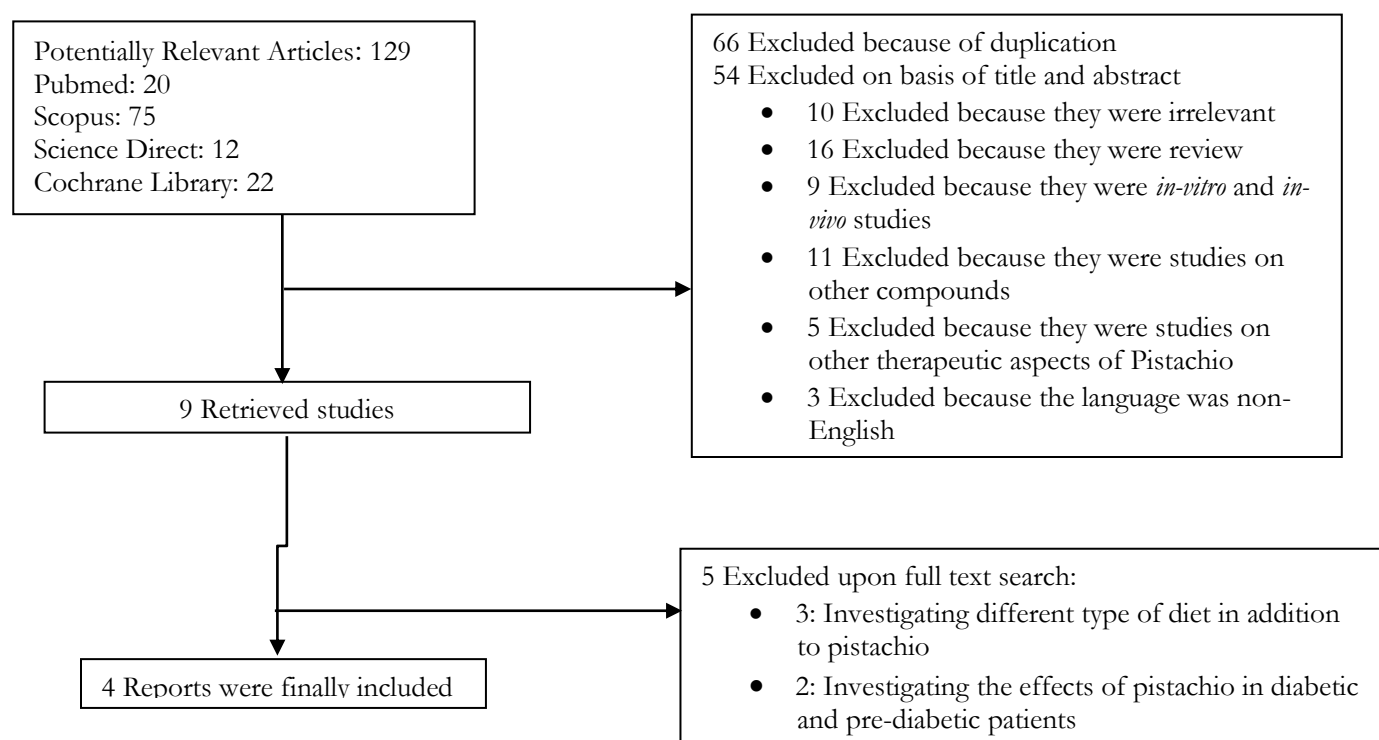 Potentially Relevant Articles: 129
Pubmed: 20
Scopus: 75
Science Direct: 12
Cochrane Library: 22
66 Excluded because of duplication
54 Excluded on basis of title and abstract
• 10 Excluded because they were irrelevant
• 16 Excluded because they were review
• 9 Excluded because they were in-vitro and in-
vivo studies
• 11 Excluded because they were studies on
other compounds
• 5 Excluded because they were studies on
other therapeutic aspects of Pistachio
• 3 Excluded because the language was non-
English
9 Retrieved studies
5 Excluded upon full text search:
• 3: Investigating different type of diet in addition
to pistachio
• 2: Investigating the effects of pistachio in diabetic
and pre-diabetic patients
4 Reports were finally included